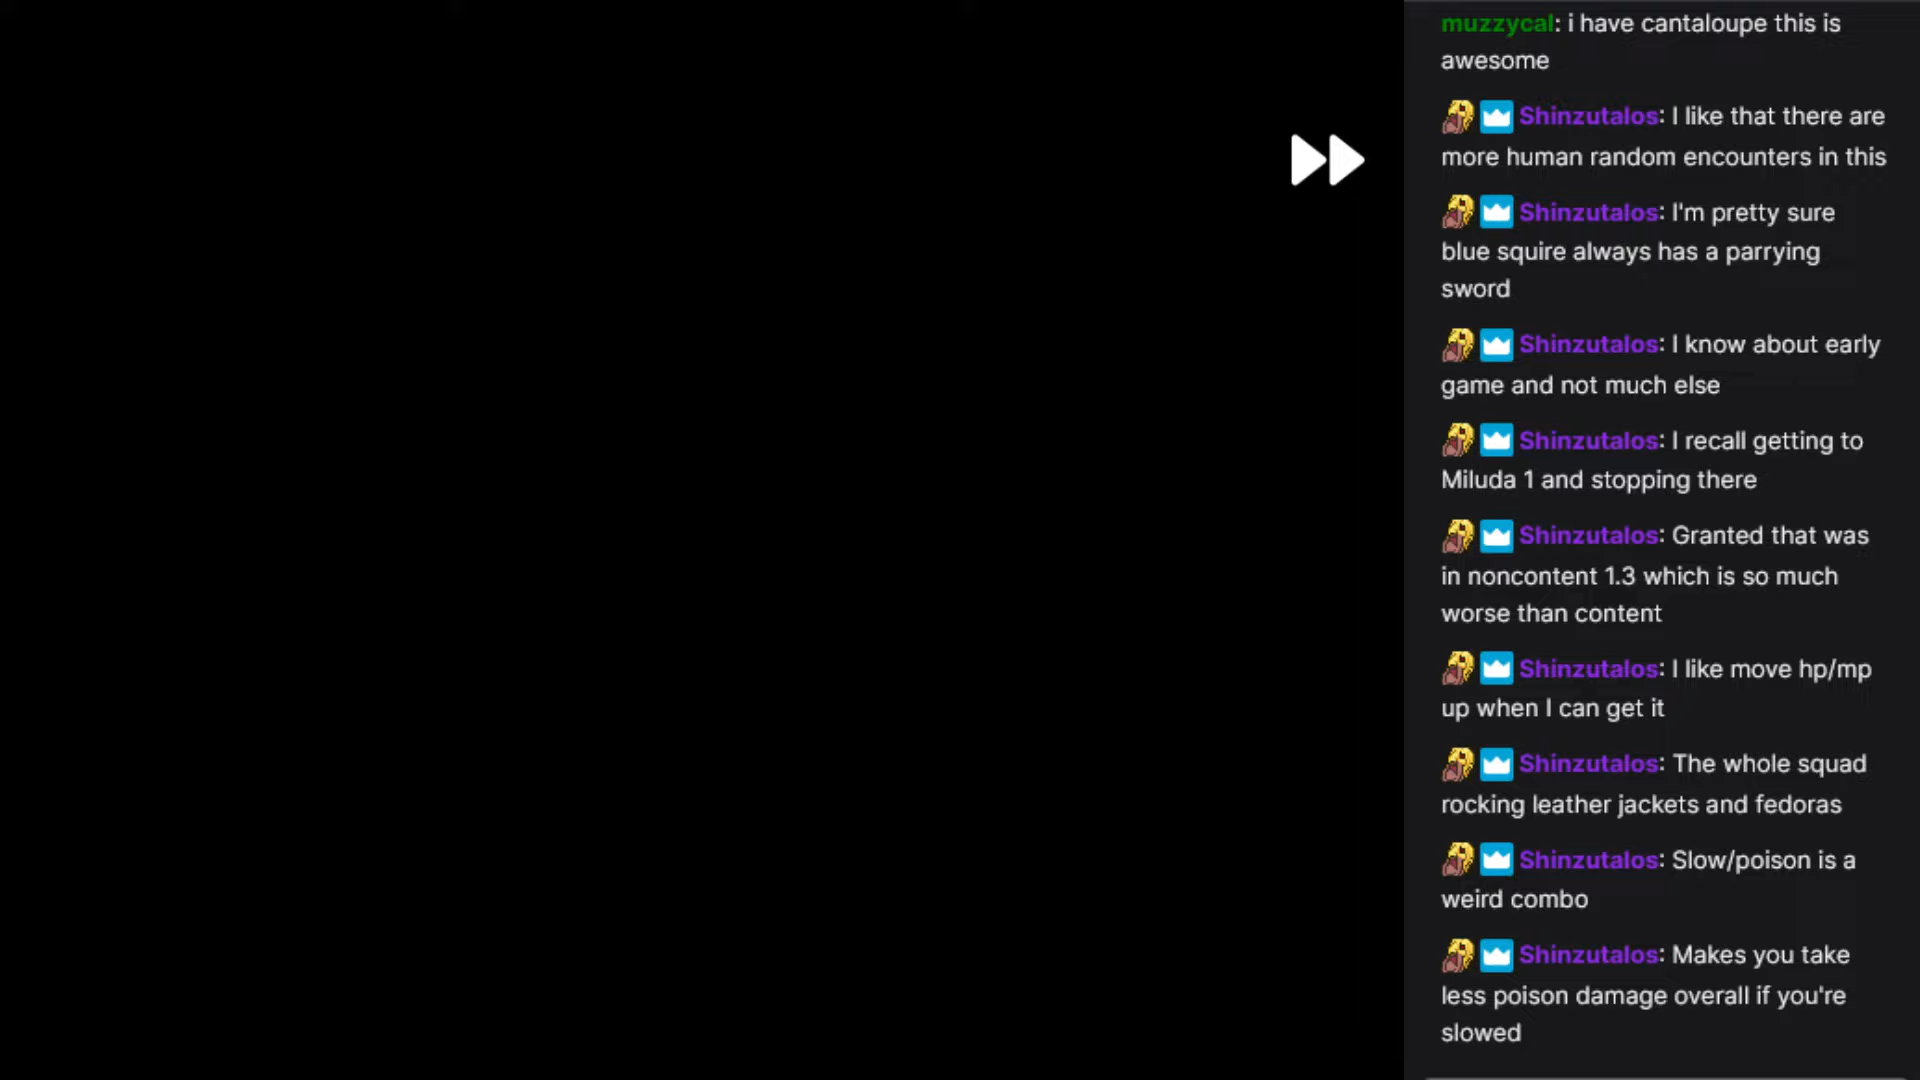 muzzycal: i have cantaloupe this is
awesome
Shinzutalos: I like that there are
more human random encounters in this
Shinzutalos: I'm pretty sure
blue squire always has a parrying
sword
Shinzutalos: I know about early
game and not much else
Shinzutalos: I recall getting to
Miluda 1 and stopping there
Shinzutalos: Granted that was
in noncontent 1.3 which is so much
worse than content
Shinzutalos: I like move hp/mp
up when I can get it
Shinzutalos: The whole squad
rocking leather jackets and fedoras
Shinzutalos: Slow/poison is a
weird combo
Shinzutalos: Makes you take
less poison damage overall if you're
slowed